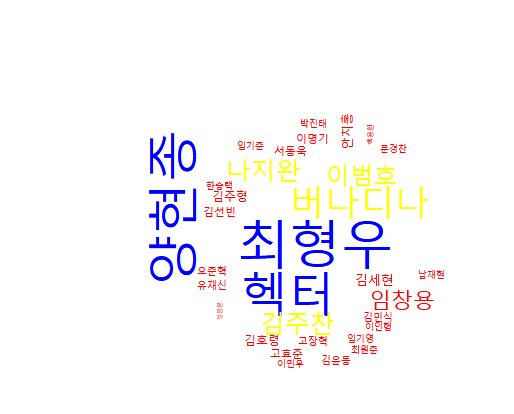 박진태
안치홍
이명기
임기준
서동욱
문경찬
양현종
나지완
이범호
한승택
김주형
버나디나
김선빈
최형우
오준혁
유재신
헥터
김세현
남재현
임창용
김주찬
김민식
이인행
김호령
고장혁
임기영
최원준
고효준
이민우
김윤동